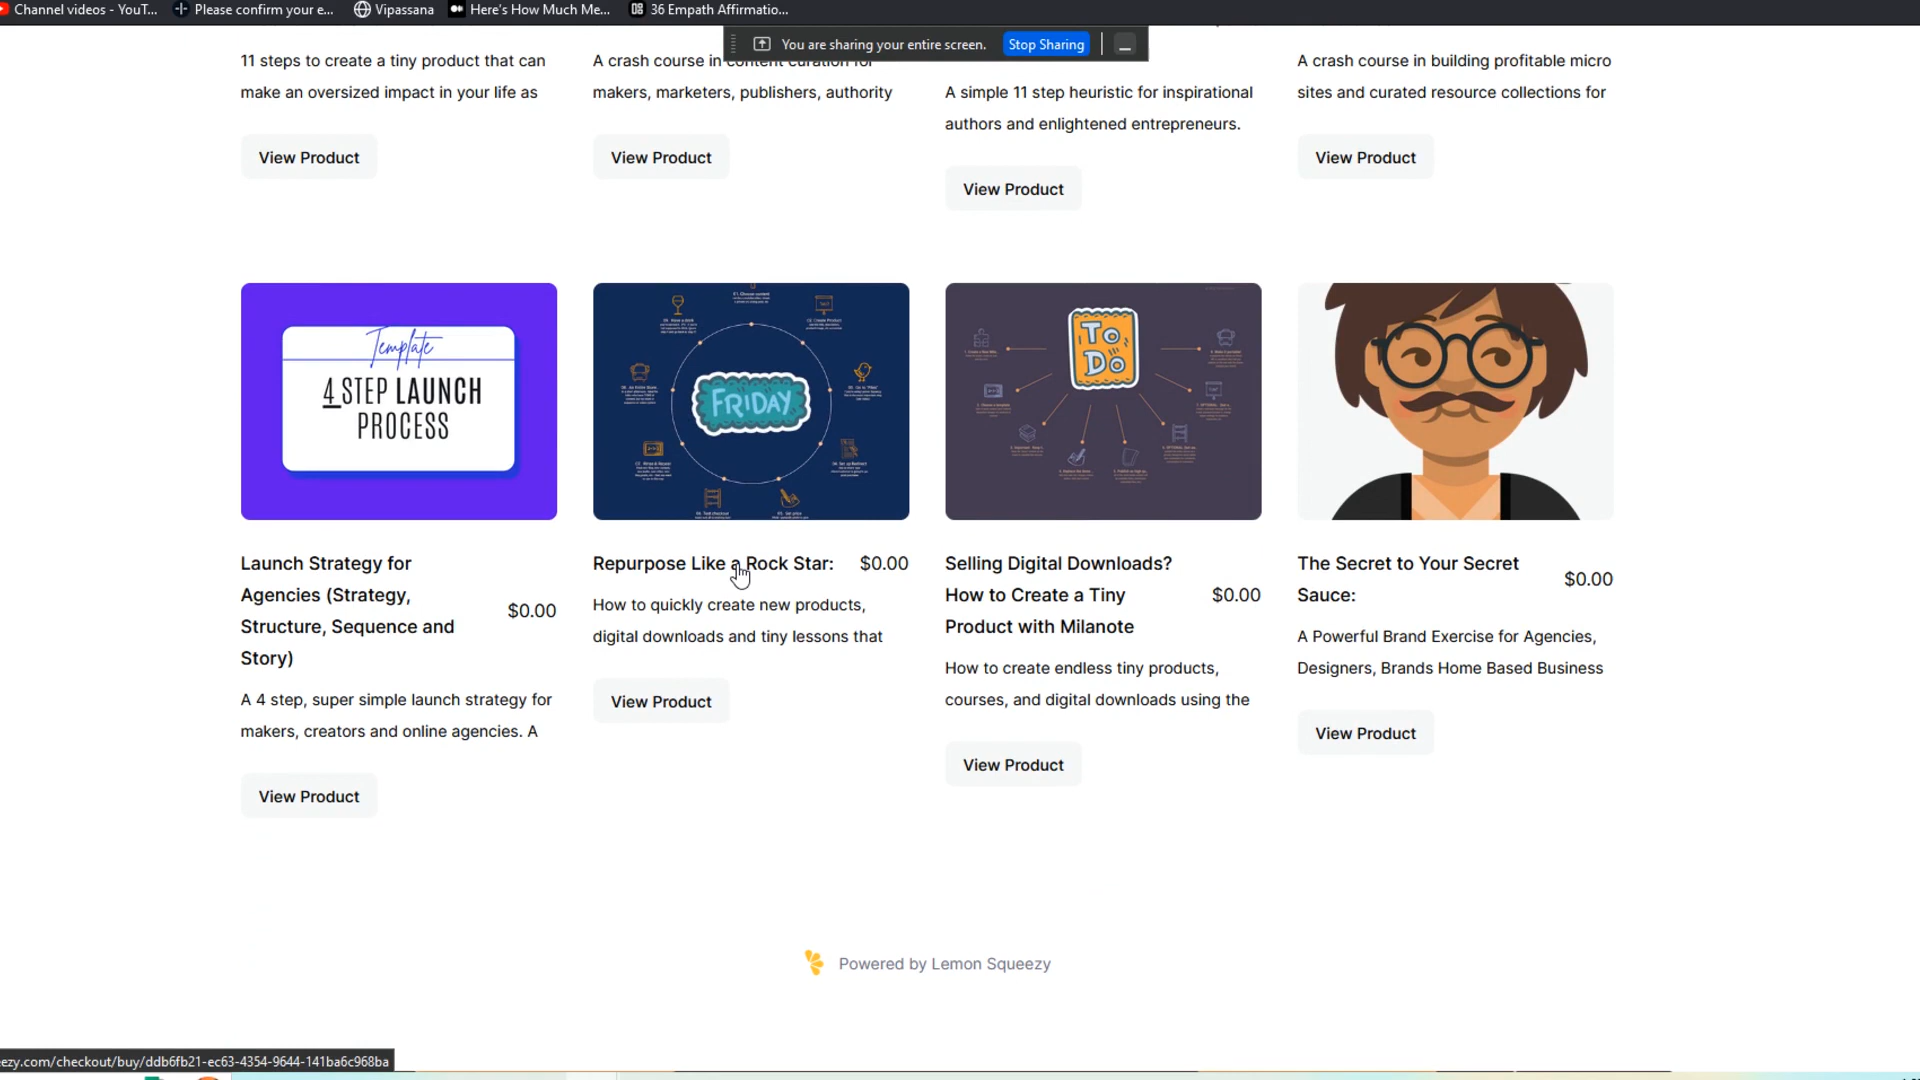 Channel videos - YouT...
Please confirm your e...
Vipassana
Here's How Much Me...
36 Empath Affirmatio...
You are sharing your entire screen.
Stop Sharing
11 steps to create a tiny product that can
make an oversized impact in your life as
View Product
A crash course in content curation for
makers, marketers, publishers, authority
View Product
A simple 11 step heuristic for inspirational
authors and enlightened entrepreneurs.
View Product
A crash course in building profitable micro
sites and curated resource collections for
View Product
Template
4 STEP LAUNCH
PROCESS
Launch Strategy for
Agencies (Strategy,
Structure, Sequence and
Story)
$0.00
A 4 step, super simple launch strategy for
makers, creators and online agencies. A
View Product
FRIDAY
Repurpose Like a Rock Star:
$0.00
How to quickly create new products,
digital downloads and tiny lessons that
View Product
TO
DO
Selling Digital Downloads?
How to Create a Tiny
Product with Milanote
$0.00
How to create endless tiny products,
courses, and digital downloads using the
View Product
The Secret to Your Secret
Sauce:
$0.00
A Powerful Brand Exercise for Agencies,
Designers, Brands Home Based Business
View Product
Powered by Lemon Squeezy
ezy.com/checkout/buy/ddb6fb21-ec63-4354-9644-141ba6c968ba